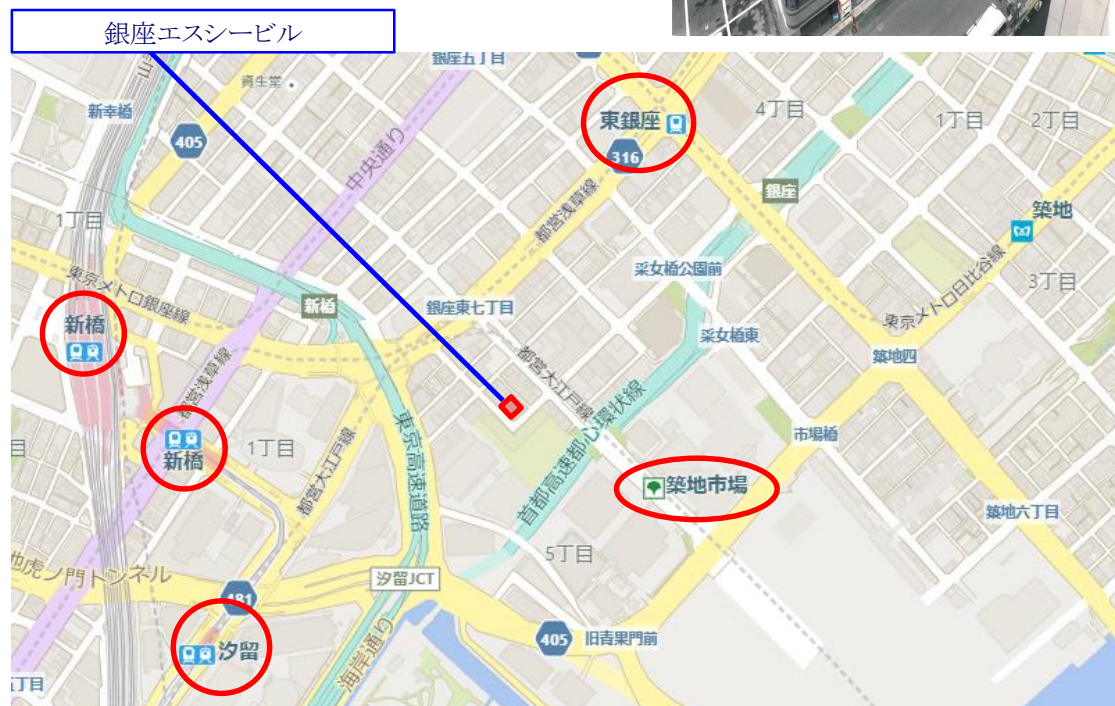 銀座エスシービル
銀座五丁目
資生堂
新幸橋
405
中央通り
東銀座
316
4丁目
1丁目
2丁目
銀座
築地
都営浅草線
1丁目
采女橋公園前
東京メトロ日比谷線
3丁目
東京メトロ銀座線
新橋
銀座東七丁目
新橋
采女橋東
築地四
都営大江戸線
都営浅草線
首都高速都心環状線
東京高速道路
市場橋
新橋
1丁目
都営大江戸線
築地市場
築地六丁目
5丁目
虎ノ門トンネル
汐留JCT
481
汐留
海岸通り
405
旧青果門前
丁目